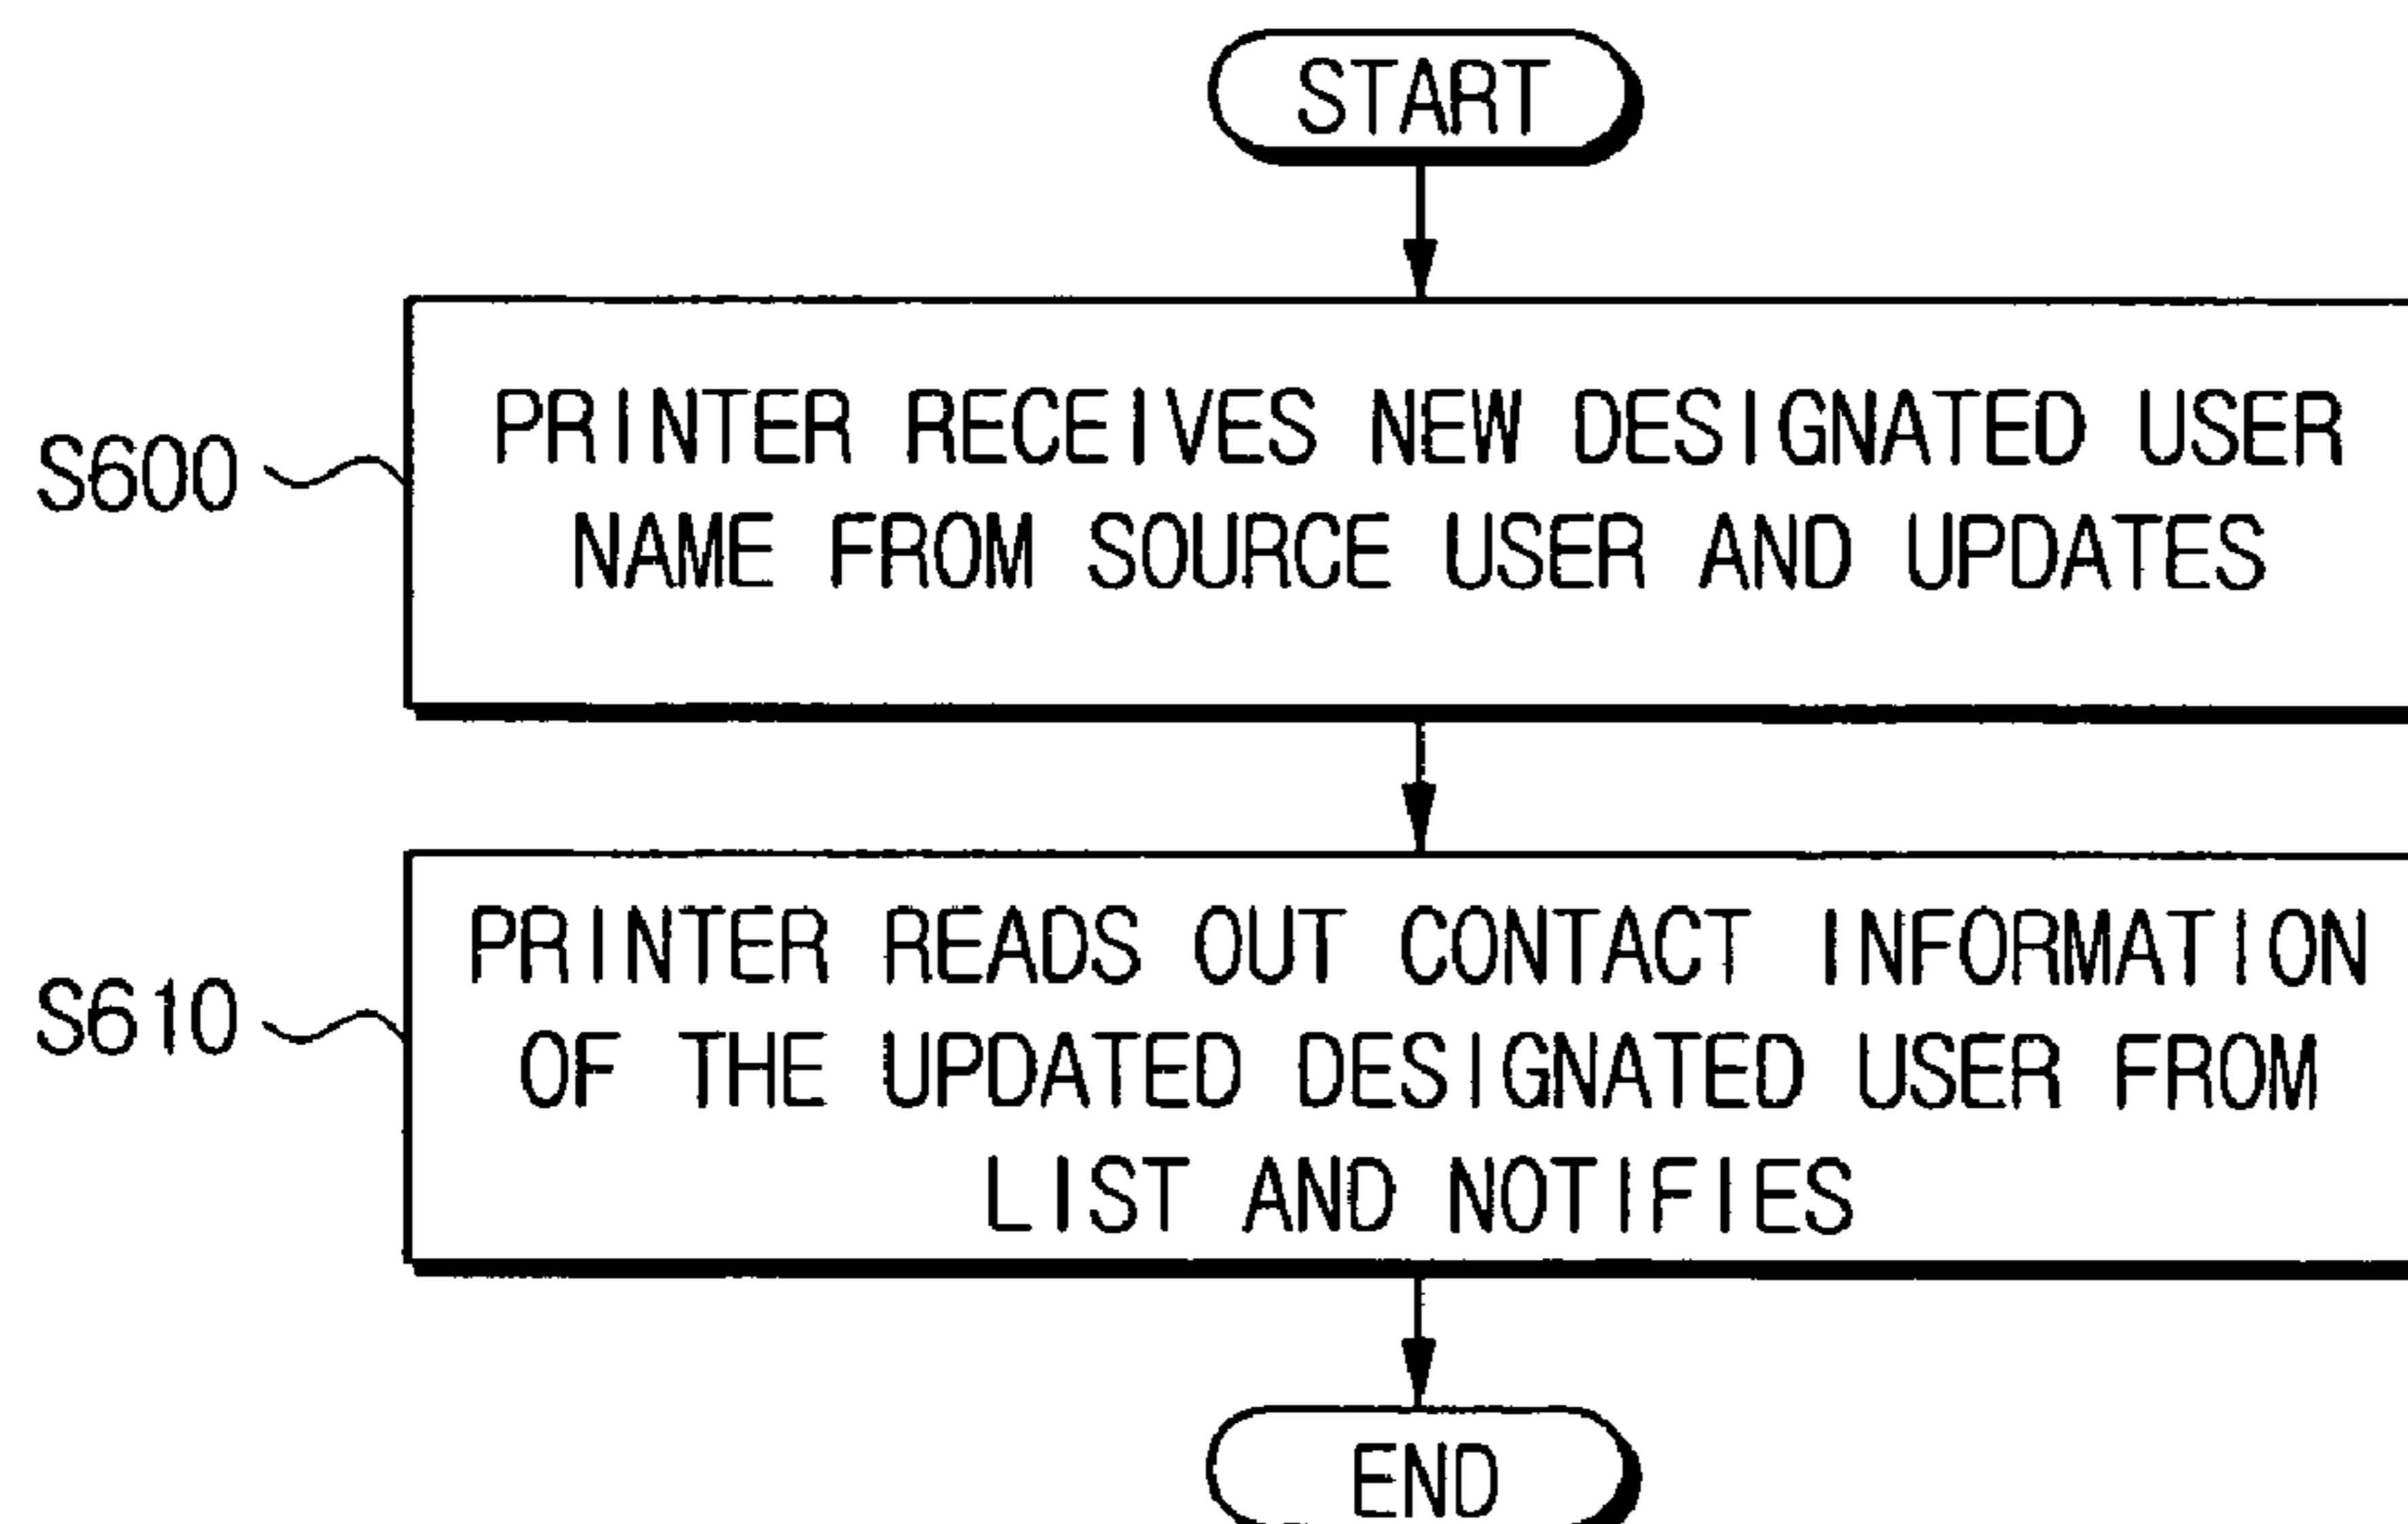 START
S600
PRINTER RECEIVES NEW DESIGNATED USER
NAME FROM SOURCE USER AND UPDATES
S610
PRINTER READS OUT CONTACT INFORMATION
OF THE UPDATED DESIGNATED USER FROM
LIST AND NOTIFIES
END